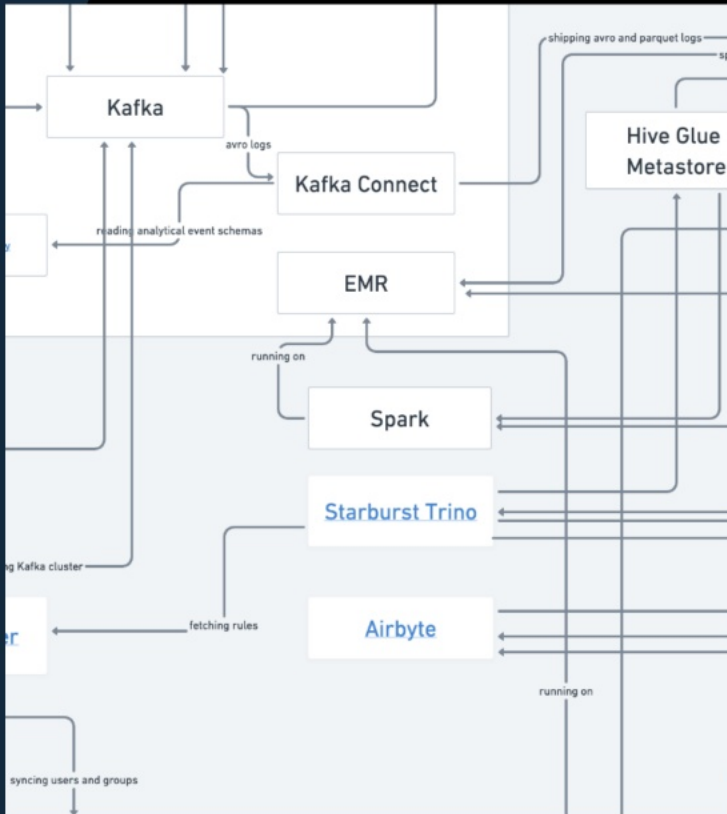 shipping avro and parquet logs
Kafka
avro logs
Hive Glue
Metastore
Kafka Connect
reading analytical event schemas
EMR
running on
Spark
Starburst Trino
Kafka cluster
fetching rules
Airbyte
running on
syncing users and groups